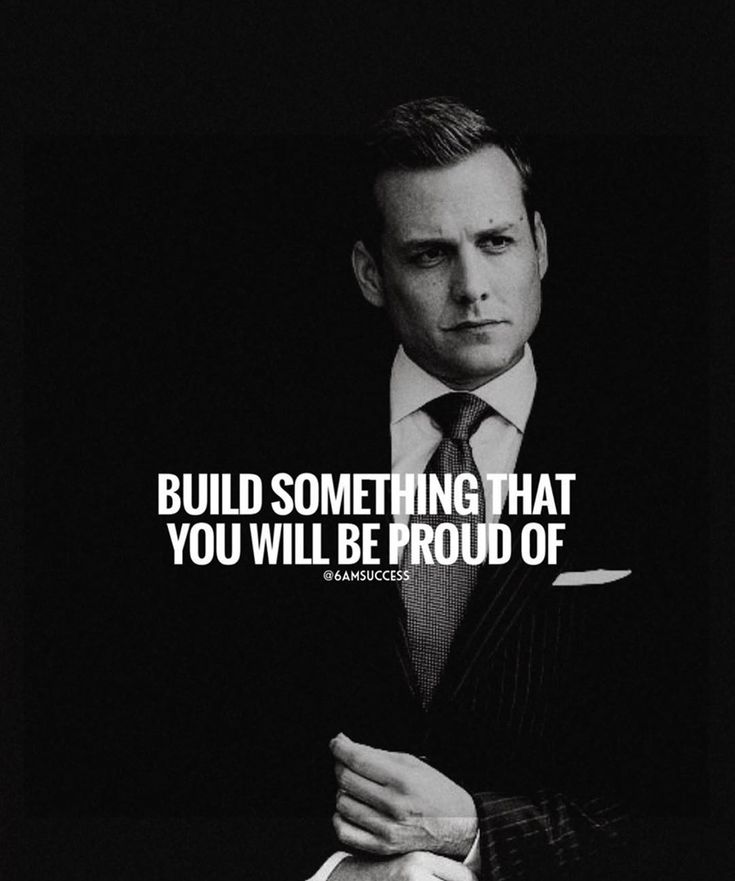 BUILD SOMETHING THAT
YOU WILL BE PROUD OF
@6AMSUCCESS